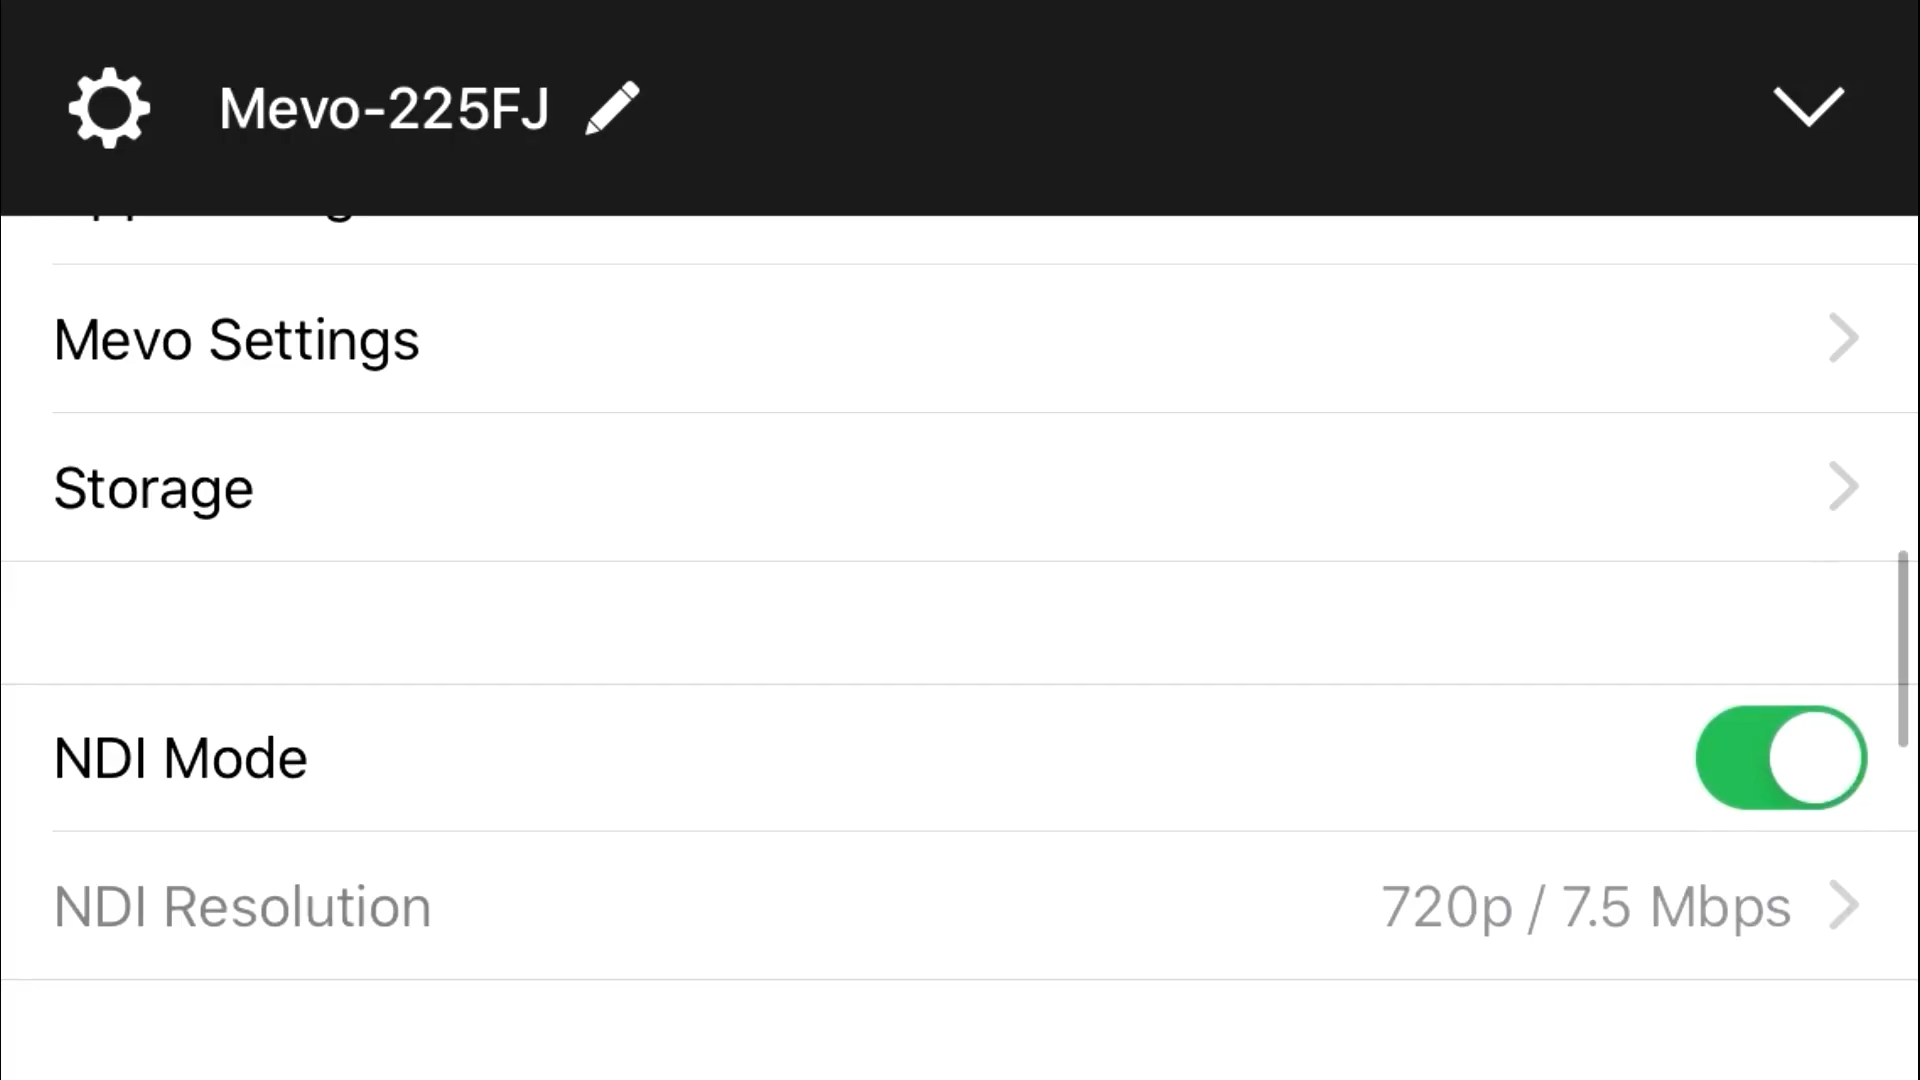 Mevo-225FJ
Mevo Settings
Storage
NDI Mode
NDI Resolution 720p / 7.5 Mbps